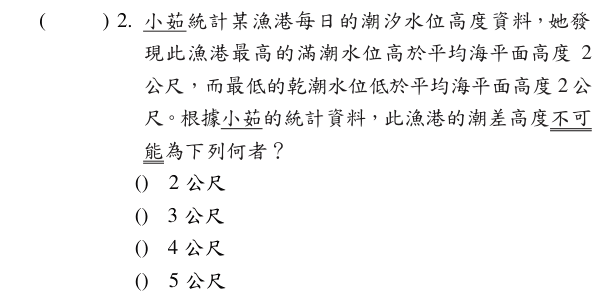 (　　) 2. 小茹統計某漁港每日的潮汐水位高度資料，她發
現此漁港最高的滿潮水位高於平均海平面高度 2
公尺，而最低的乾潮水位低於平均海平面高度 2 公
尺。根據小茹的統計資料，此漁港的潮差高度不可
能為下列何者？
() 2 公尺
() 3 公尺
() 4 公尺
() 5 公尺